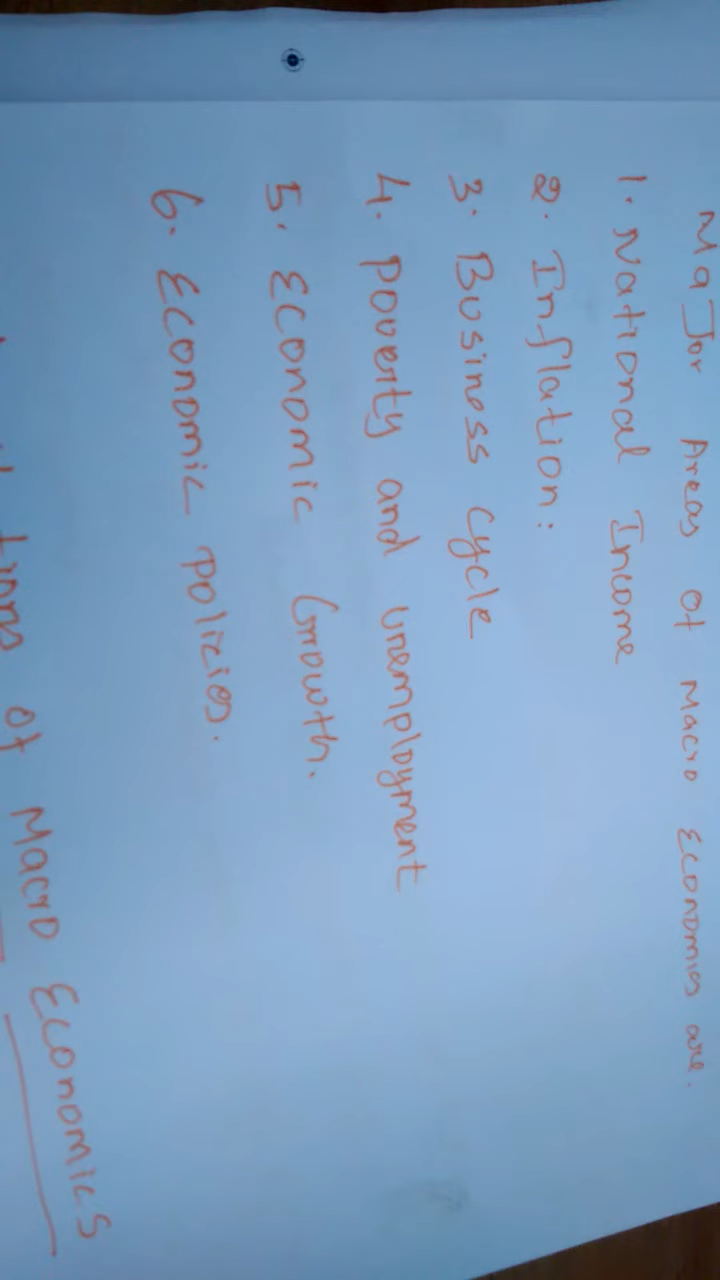 Major Areas of Macro Economics are.
1. National Income
2. Inflation:
3. Business cycle
4. Poverty and unemployment
5. Economic Growth.
6. Economic policies.
of Macro Economics